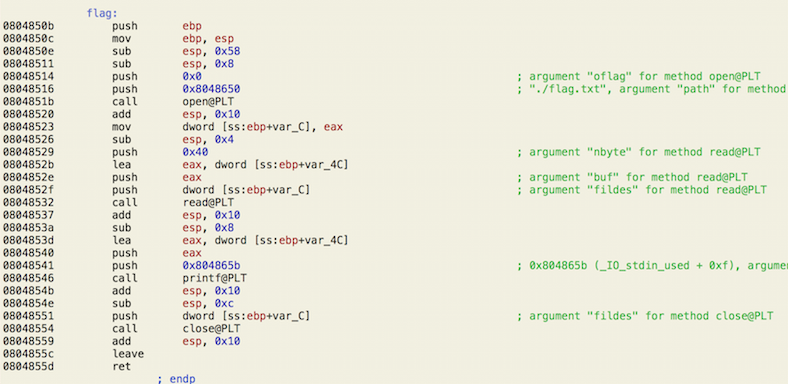 flag:
0804850b push ebp
0804850c mov ebp, esp
0804850e sub esp, 0x58
08048511 sub esp, 0x8
08048514 push 0x0 ; argument "oflag" for method open@PLT
08048516 push 0x8048650 ; "./flag.txt", argument "path" for method
0804851b call open@PLT
08048520 add esp, 0x10
08048523 mov dword [ss:ebp+var_C], eax
08048526 sub esp, 0x4
08048529 push 0x40 ; argument "nbyte" for method read@PLT
0804852b lea eax, dword [ss:ebp+var_4C]
0804852e push eax ; argument "buf" for method read@PLT
0804852f push dword [ss:ebp+var_C] ; argument "fildes" for method read@PLT
08048532 call read@PLT
08048537 add esp, 0x10
0804853a sub esp, 0x8
0804853d lea eax, dword [ss:ebp+var_4C]
08048540 push eax
08048541 push 0x804865b ; 0x804865b (_IO_stdin_used + 0xf), argumen
08048546 call printf@PLT
0804854b add esp, 0x10
0804854e sub esp, 0xc
08048551 push dword [ss:ebp+var_C] ; argument "fildes" for method close@PLT
08048554 call close@PLT
08048559 add esp, 0x10
0804855c leave
0804855d ret
; endp